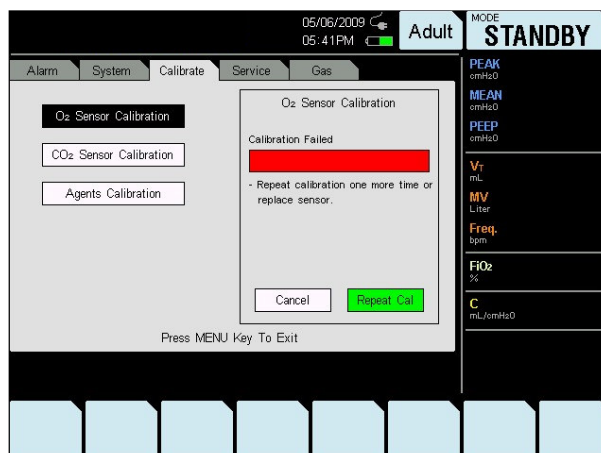 05/06/2009
05:41PM
Adult
MODE
STANDBY
Alarm System Calibrate Service Gas
O₂ Sensor Calibration
CO₂ Sensor Calibration
Agents Calibration
O₂ Sensor Calibration
Calibration Failed
- Repeat calibration one more time or
replace sensor.
Cancel Repeat Cal
Press MENU Key To Exit
PEAK
cmH2O
MEAN
cmH2O
PEEP
cmH2O
VT
mL
MV
Liter
Freq.
bpm
FiO₂
%
C
mL/cmH2O